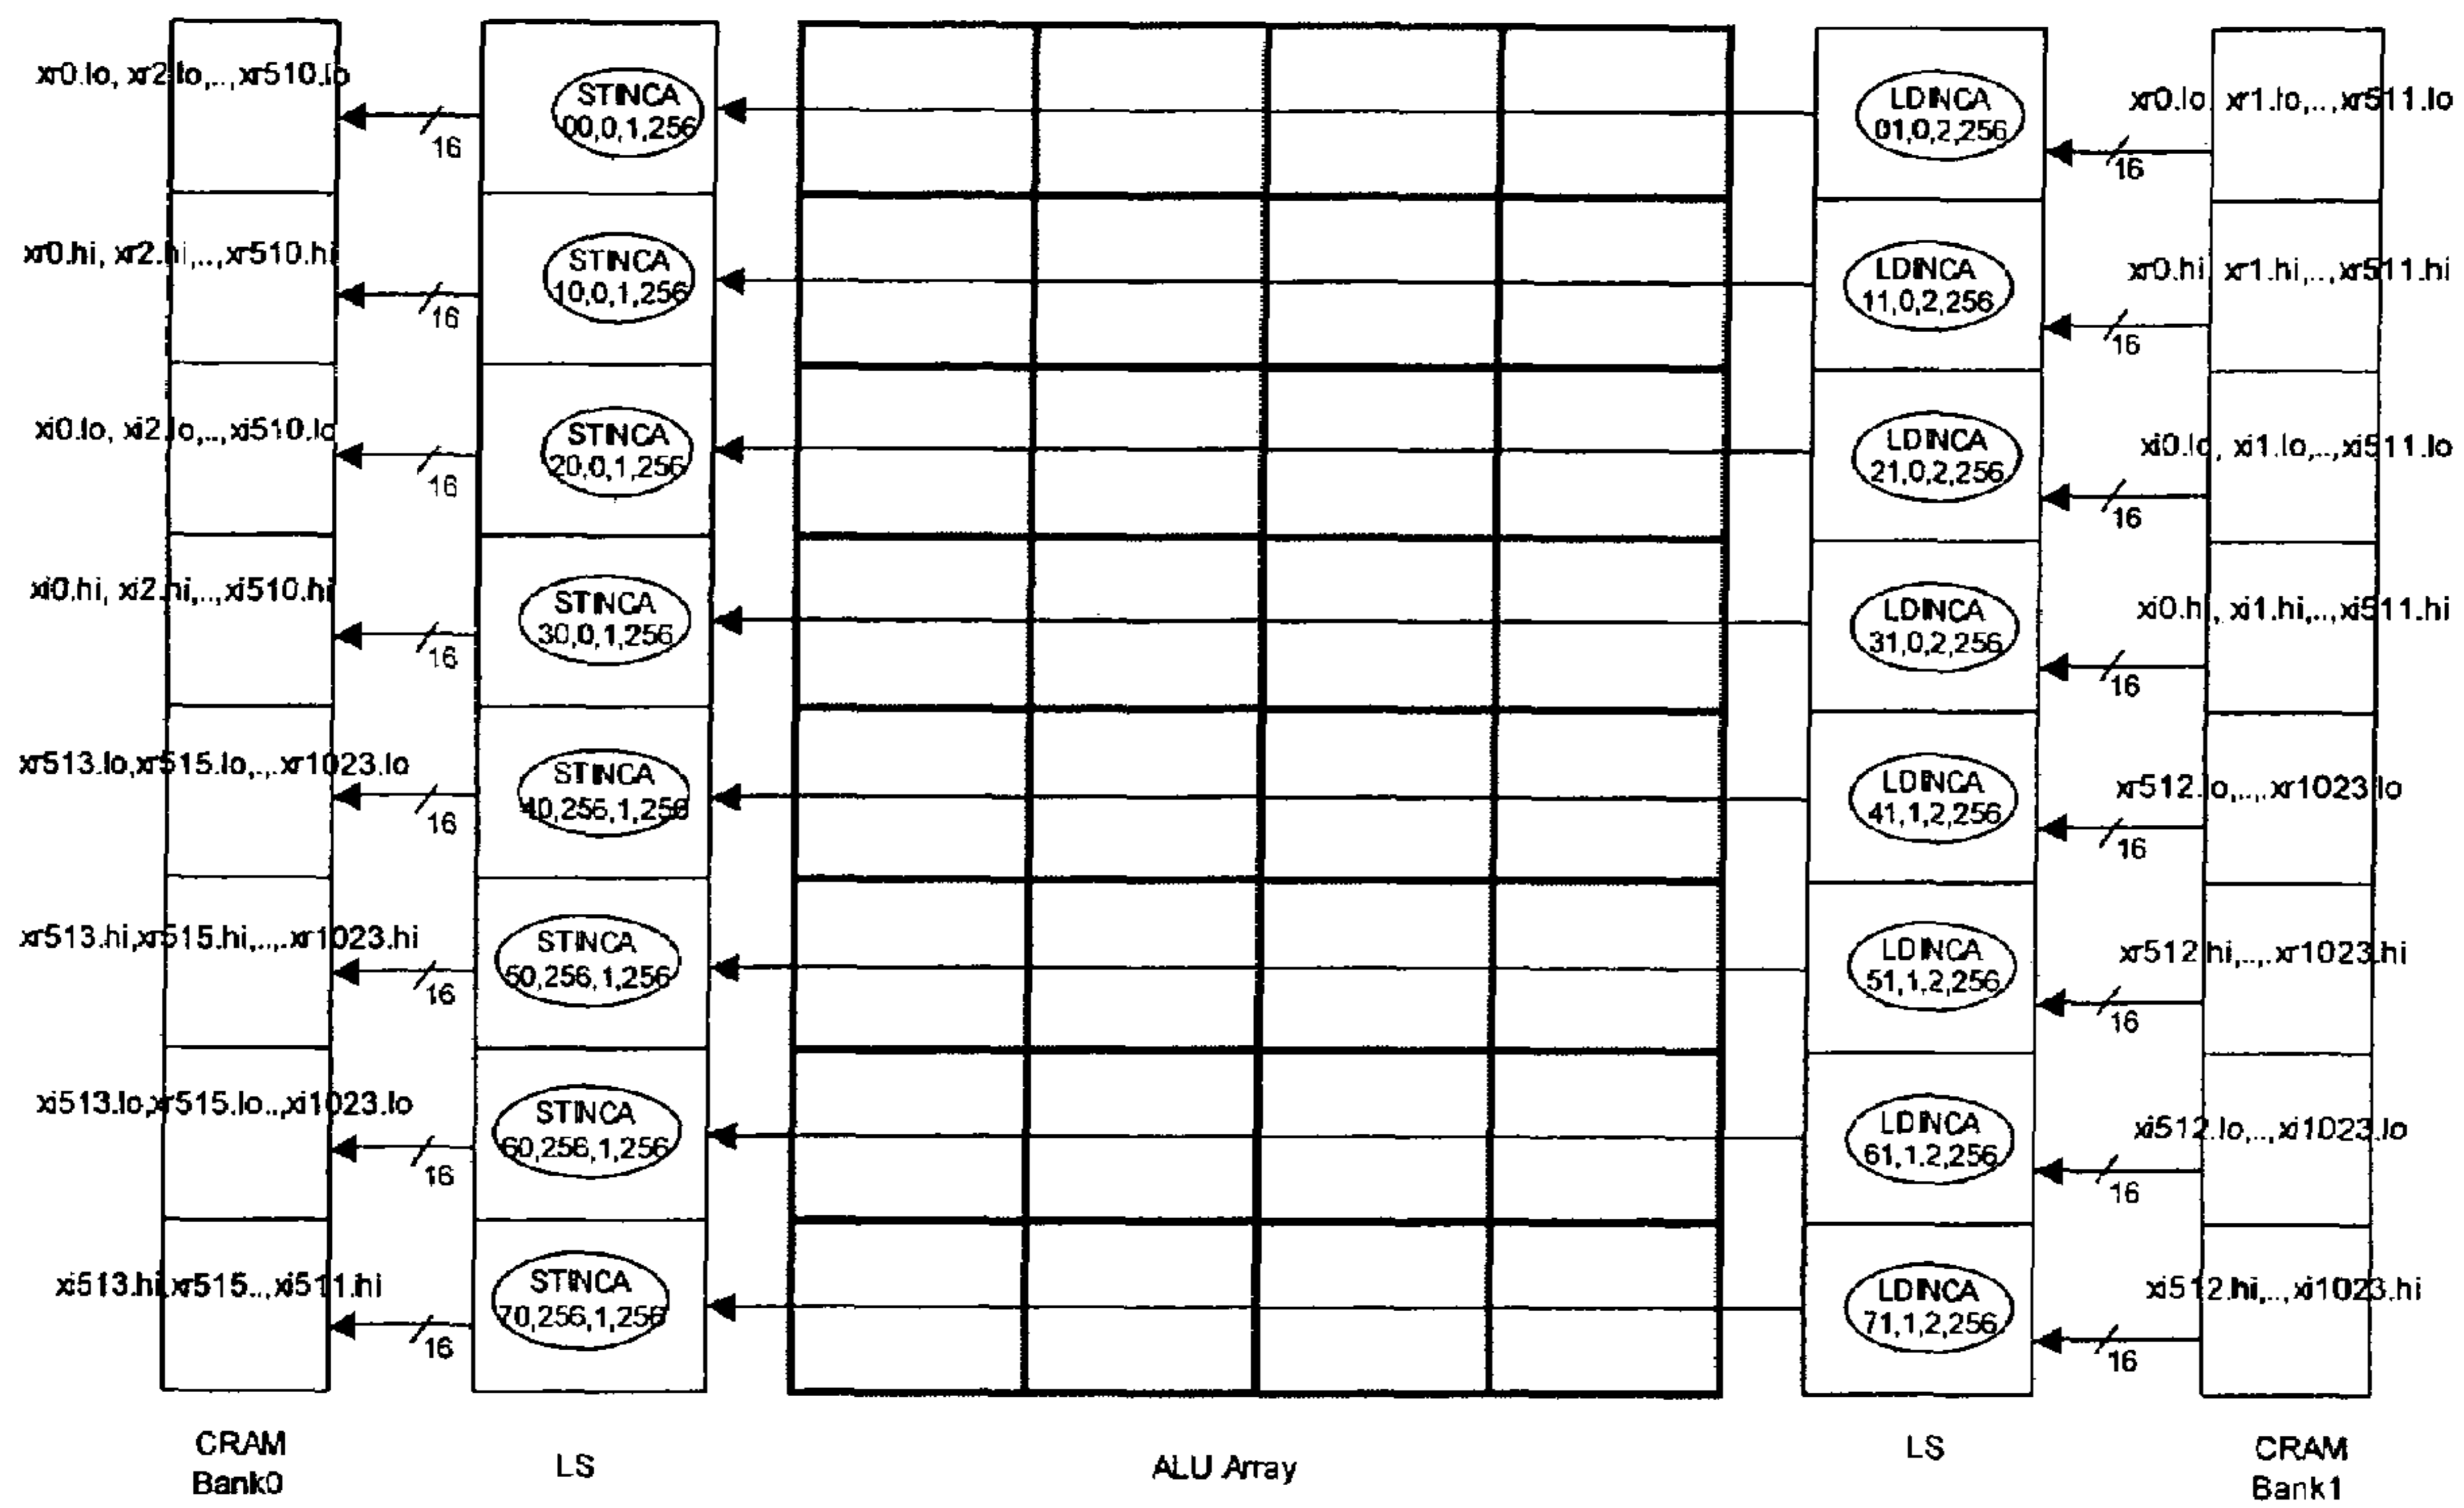 xr0.lo, xr2.lo,..,xr510.lo
16
STINCA
00,0,1,256
LDINCA
01,0,2,256
16
xr0.lo, xr1.lo,..,xr511.lo
xr0.hi, xr2.hi,..,xr510.hi
16
STINCA
10,0,1,256
LDINCA
11,0,2,256
16
xr0.hi, xr1.hi,..,xr511.hi
xi0.lo, xi2.lo,..,xi510.lo
16
STINCA
20,0,1,256
LDINCA
21,0,2,256
16
xi0.lo, xi1.lo,..,xi511.lo
xi0.hi, xi2.hi,..,xi510.hi
16
STINCA
30,0,1,256
LDINCA
31,0,2,256
16
xi0.hi, xi1.hi,..,xi511.hi
xr513.lo,xr515.lo,.,.xr1023.lo
16
STINCA
40,256,1,256
LDINCA
41,1,2,256
16
xr512.lo,..,.xr1023.lo
xr513.hi,xr515.hi,..,.xr1023.hi
16
STINCA
50,256,1,256
LDINCA
51,1,2,256
16
xr512.hi,..,.xr1023.hi
xi513.lo,xr515.lo..,xi1023.lo
16
STINCA
60,256,1,256
LDINCA
61,1,2,256
16
xi512.lo,..,xi1023.lo
xi513.hi,xr515..,xi511.hi
16
STINCA
70,256,1,256
LDINCA
71,1,2,256
16
xi512.hi,..,xi1023.hi
CRAM
Bank0
LS
ALU Array
LS
CRAM
Bank1